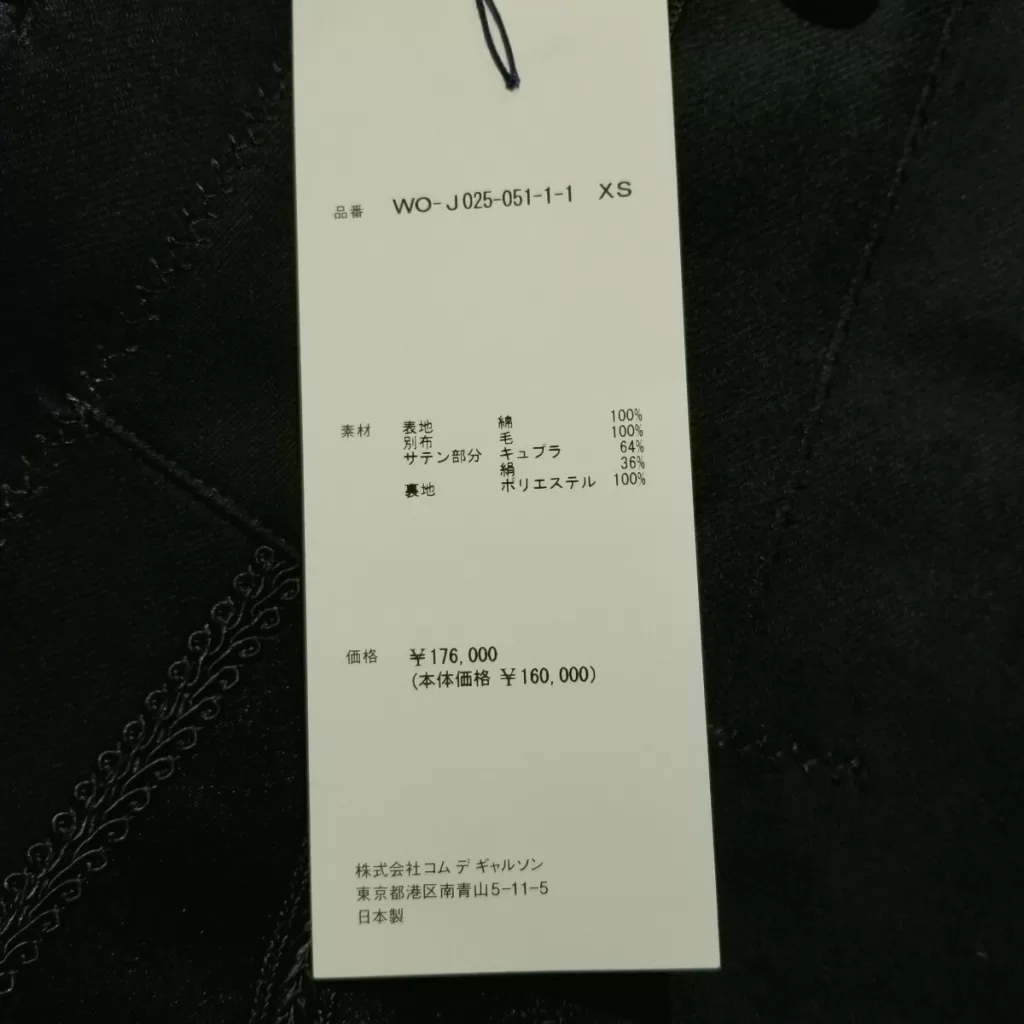 品番 WO-J025-051-1-1 XS
素材 表地 綿 100%
別布 毛 100%
サテン部分 キュプラ 64%
絹 36%
裏地 ポリエステル 100%
価格 ¥176,000
(本体価格 ¥160,000)
株式会社コム デ ギャルソン
東京都港区南青山5-11-5
日本製